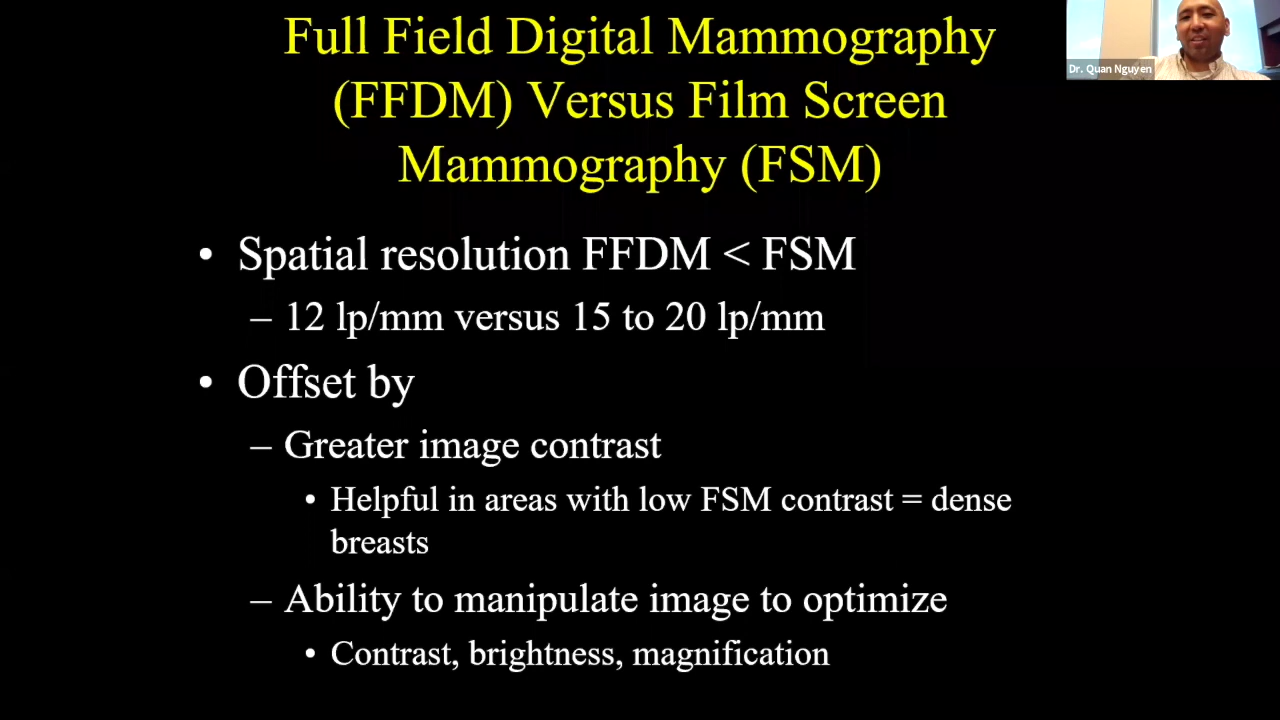 Full Field Digital Mammography
(FFDM) Versus Film Screen
Mammography (FSM)
Dr. Quan Nguyen
• Spatial resolution FFDM < FSM
– 12 lp/mm versus 15 to 20 lp/mm
• Offset by
– Greater image contrast
• Helpful in areas with low FSM contrast = dense
breasts
– Ability to manipulate image to optimize
• Contrast, brightness, magnification